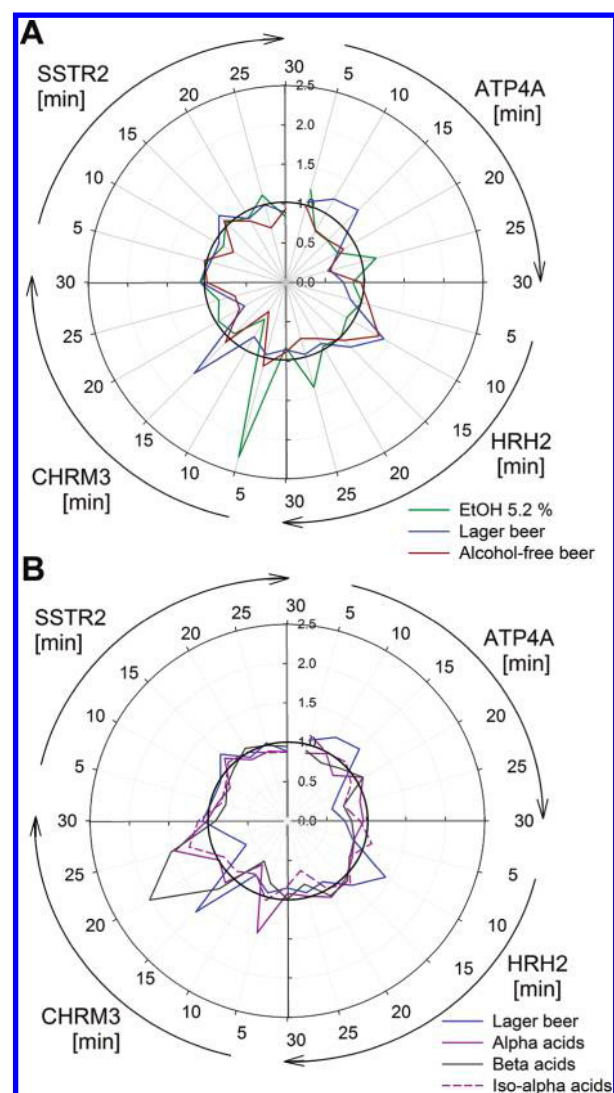 A
SSTR2
[min]
ATP4A
[min]
30
5
10
15
20
25
30
5
10
15
20
25
30
5
10
15
20
25
30
5
10
15
20
25
2.5
2.0
1.5
1.0
0.5
0.0
CHRM3
[min]
HRH2
[min]
EtOH 5.2 %
Lager beer
Alcohol-free beer
B
SSTR2
[min]
ATP4A
[min]
30
5
10
15
20
25
30
5
10
15
20
25
30
5
10
15
20
25
30
5
10
15
20
25
2.5
2.0
1.5
1.0
0.5
0.0
CHRM3
[min]
HRH2
[min]
Lager beer
Alpha acids
Beta acids
Iso-alpha acids